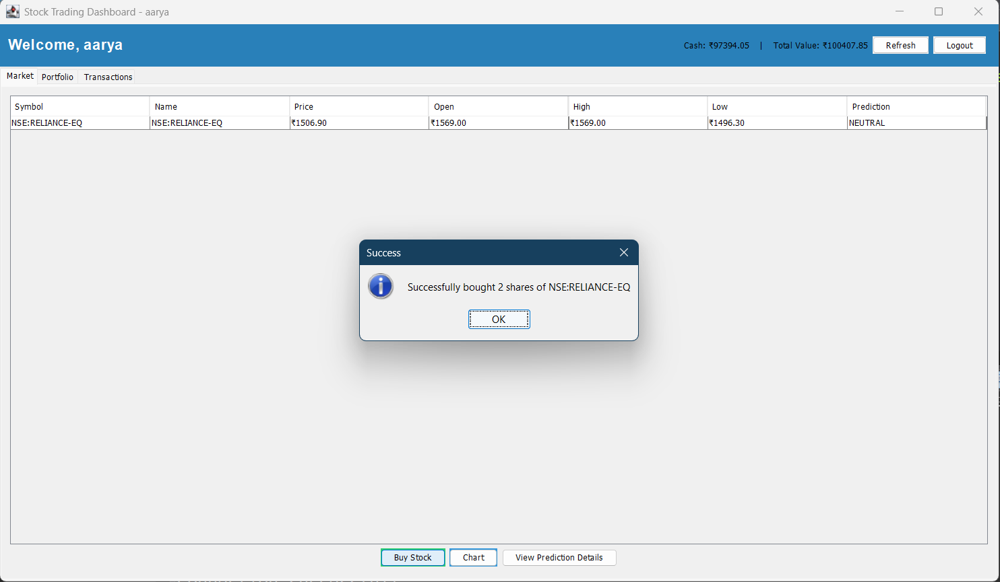 Stock Trading Dashboard - aarya
Welcome, aarya
Cash: ₹97394.05 | Total Value: ₹100407.85 Refresh Logout
Market Portfolio Transactions
Symbol Name Price Open High Low Prediction
NSE:RELIANCE-EQ NSE:RELIANCE-EQ ₹1506.90 ₹1569.00 ₹1569.00 ₹1496.30 NEUTRAL
Success
Successfully bought 2 shares of NSE:RELIANCE-EQ
OK
Buy Stock Chart View Prediction Details